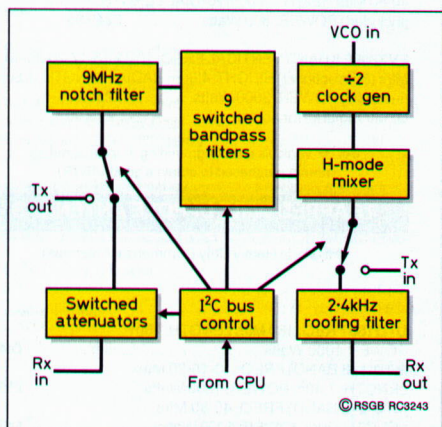 VCO in
9MHz
notch filter
9
switched
bandpass
filters
÷2
clock gen
H-mode
mixer
Tx
out
Tx
in
Switched
attenuators
I²C bus
control
2·4kHz
roofing filter
Rx
in
From CPU
Rx
out
©RSGB RC3243